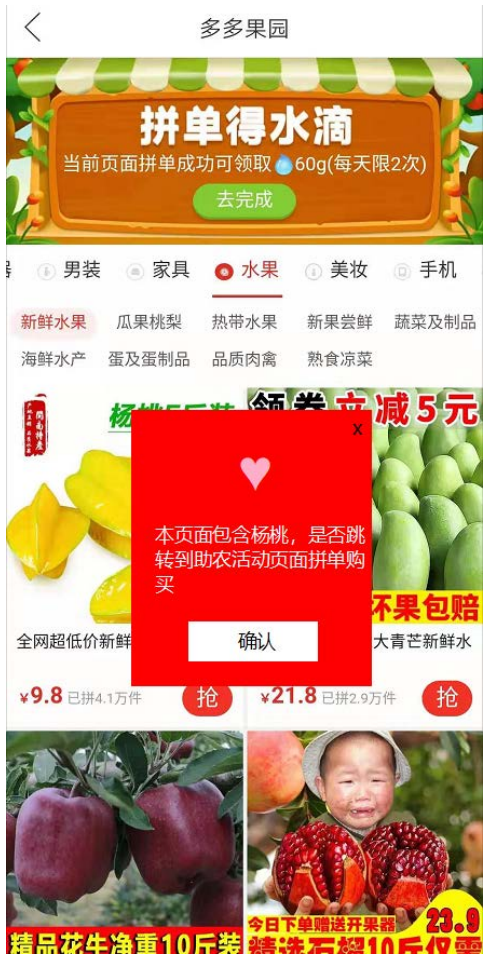 多多果园
拼单得水滴
当前页面拼单成功可领取 60g(每天限2次)
去完成
男装 家具 水果 美妆 手机
新鲜水果 瓜果桃梨 热带水果 新果尝鲜 蔬菜及制品
海鲜水产 蛋及蛋制品 品质肉禽 熟食凉菜
杨桃5斤装
领券立减5元
x
本页面包含杨桃，是否跳
转到助农活动页面拼单购
买
确认
坏果包赔
全网超低价新鲜
大青芒新鲜水
¥9.8 已拼4.1万件 抢
¥21.8 已拼2.9万件 抢
精品花牛净重10斤装
今日下单赠送开果器 23.9
精选石榴10斤仅需